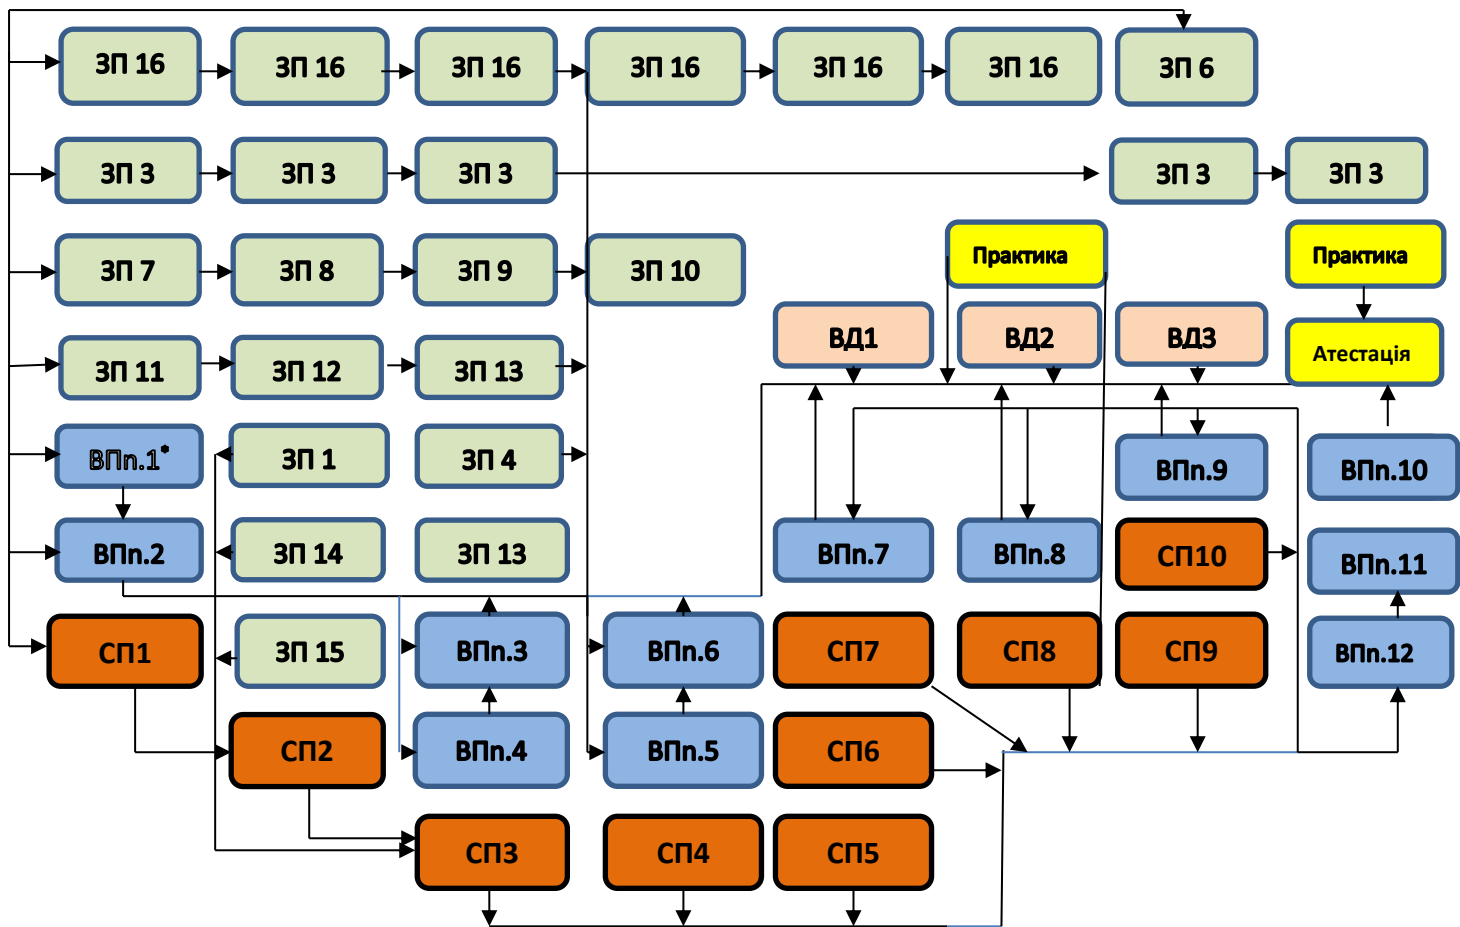 ЗП 16 ЗП 16 ЗП 16 ЗП 16 ЗП 16 ЗП 16 ЗП 6
ЗП 3 ЗП 3 ЗП 3 ЗП 3 ЗП 3
ЗП 7 ЗП 8 ЗП 9 ЗП 10 Практика Практика
ЗП 11 ЗП 12 ЗП 13 ВД1 ВД2 ВД3 Атестація
ВПп.1* ЗП 1 ЗП 4 ВПп.9 ВПп.10
ВПп.2 ЗП 14 ЗП 13 ВПп.7 ВПп.8 СП10 ВПп.11
СП1 ЗП 15 ВПп.3 ВПп.6 СП7 СП8 СП9 ВПп.12
СП2 ВПп.4 ВПп.5 СП6
СП3 СП4 СП5